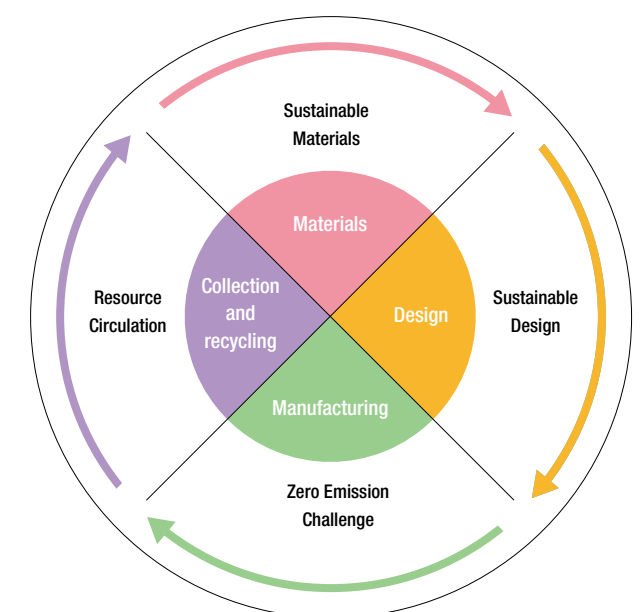 Sustainable
Materials
Materials
Resource
Circulation
Collection
and
recycling
Design
Sustainable
Design
Manufacturing
Zero Emission
Challenge